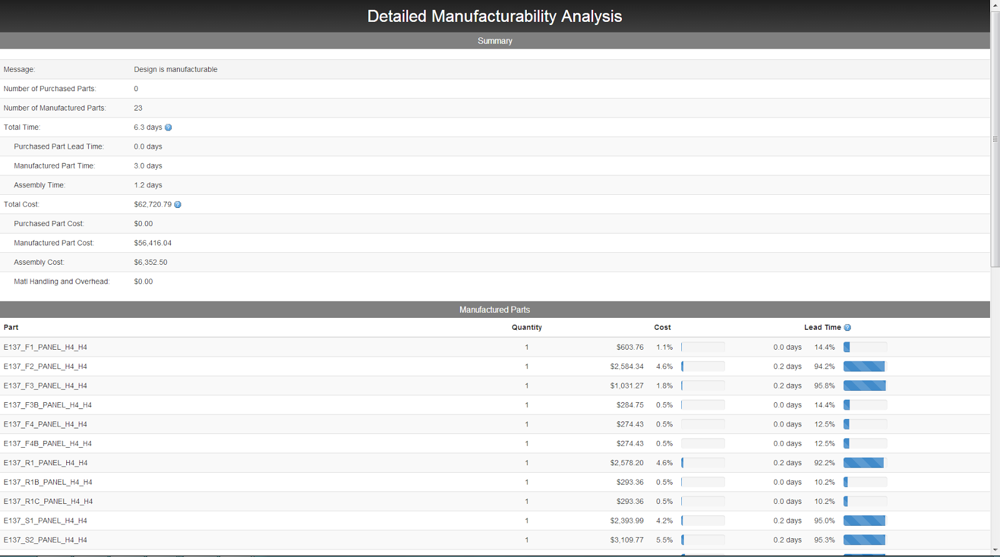 Detailed Manufacturability Analysis
Summary
Message: Design is manufacturable
Number of Purchased Parts: 0
Number of Manufactured Parts: 23
Total Time: 6.3 days ?
Purchased Part Lead Time: 0.0 days
Manufactured Part Time: 3.0 days
Assembly Time: 1.2 days
Total Cost: $62,720.79 ?
Purchased Part Cost: $0.00
Manufactured Part Cost: $56,416.04
Assembly Cost: $6,352.50
Matl Handling and Overhead: $0.00
Manufactured Parts
Part Quantity Cost Lead Time ?
E137_F1_PANEL_H4_H4 1 $603.76 1.1% 0.0 days 14.4%
E137_F2_PANEL_H4_H4 1 $2,584.34 4.6% 0.2 days 94.2%
E137_F3_PANEL_H4_H4 1 $1,031.27 1.8% 0.2 days 95.8%
E137_F3B_PANEL_H4_H4 1 $284.75 0.5% 0.0 days 14.4%
E137_F4_PANEL_H4_H4 1 $274.43 0.5% 0.0 days 12.5%
E137_F4B_PANEL_H4_H4 1 $274.43 0.5% 0.0 days 12.5%
E137_R1_PANEL_H4_H4 1 $2,578.20 4.6% 0.2 days 92.2%
E137_R1B_PANEL_H4_H4 1 $293.36 0.5% 0.0 days 10.2%
E137_R1C_PANEL_H4_H4 1 $293.36 0.5% 0.0 days 10.2%
E137_S1_PANEL_H4_H4 1 $2,393.99 4.2% 0.2 days 95.0%
E137_S2_PANEL_H4_H4 1 $3,109.77 5.5% 0.2 days 95.3%